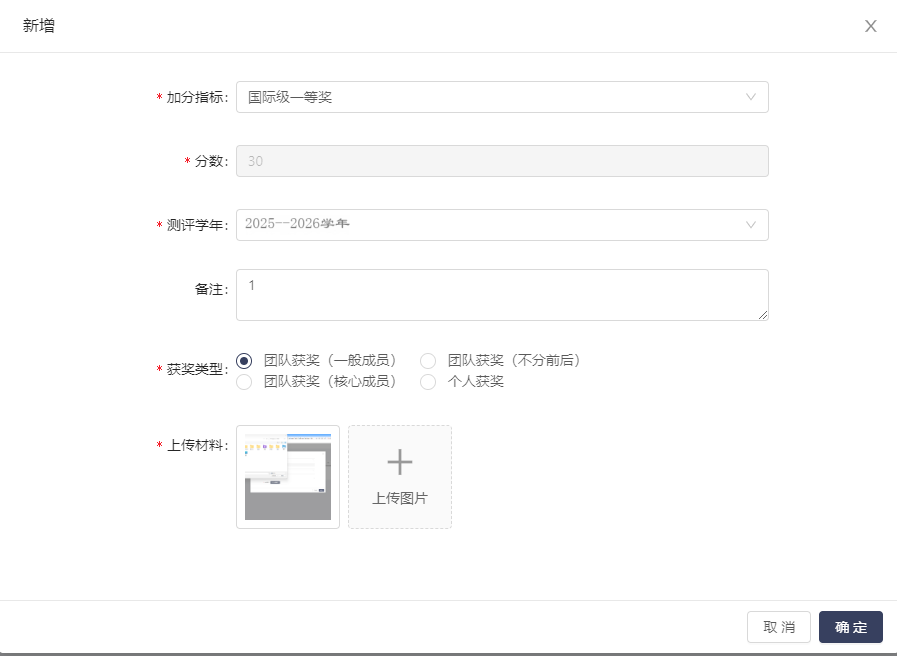 新增
* 加分指标: 国际级一等奖
* 分数: 30
* 测评学年: 2025--2026学年
备注: 1
* 获奖类型: 团队获奖（一般成员） 团队获奖（不分前后）
团队获奖（核心成员） 个人获奖
* 上传材料:
上传图片
取 消 确 定